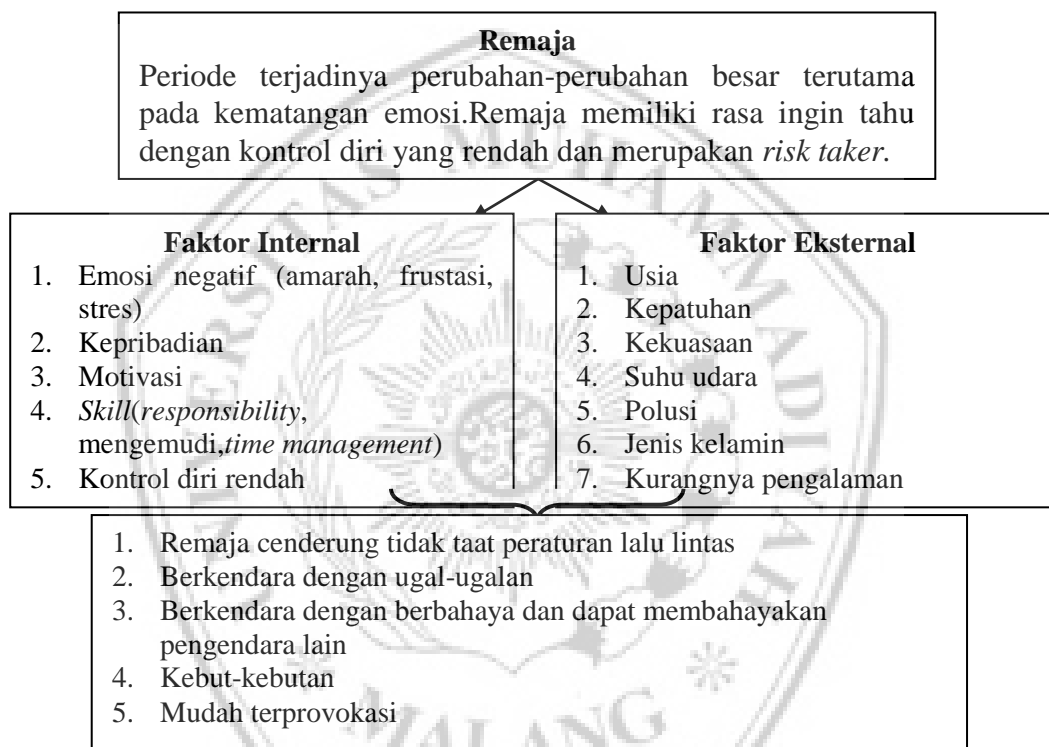 Remaja
Periode terjadinya perubahan-perubahan besar terutama
pada kematangan emosi.Remaja memiliki rasa ingin tahu
dengan kontrol diri yang rendah dan merupakan risk taker.
Faktor Internal
1. Emosi negatif (amarah, frustasi,
stres)
2. Kepribadian
3. Motivasi
4. Skill(responsibility,
mengemudi,time management)
5. Kontrol diri rendah
Faktor Eksternal
1. Usia
2. Kepatuhan
3. Kekuasaan
4. Suhu udara
5. Polusi
6. Jenis kelamin
7. Kurangnya pengalaman
1. Remaja cenderung tidak taat peraturan lalu lintas
2. Berkendara dengan ugal-ugalan
3. Berkendara dengan berbahaya dan dapat membahayakan
pengendara lain
4. Kebut-kebutan
5. Mudah terprovokasi
UNIVERSITAS MUHAMMADIYAH
MALANG